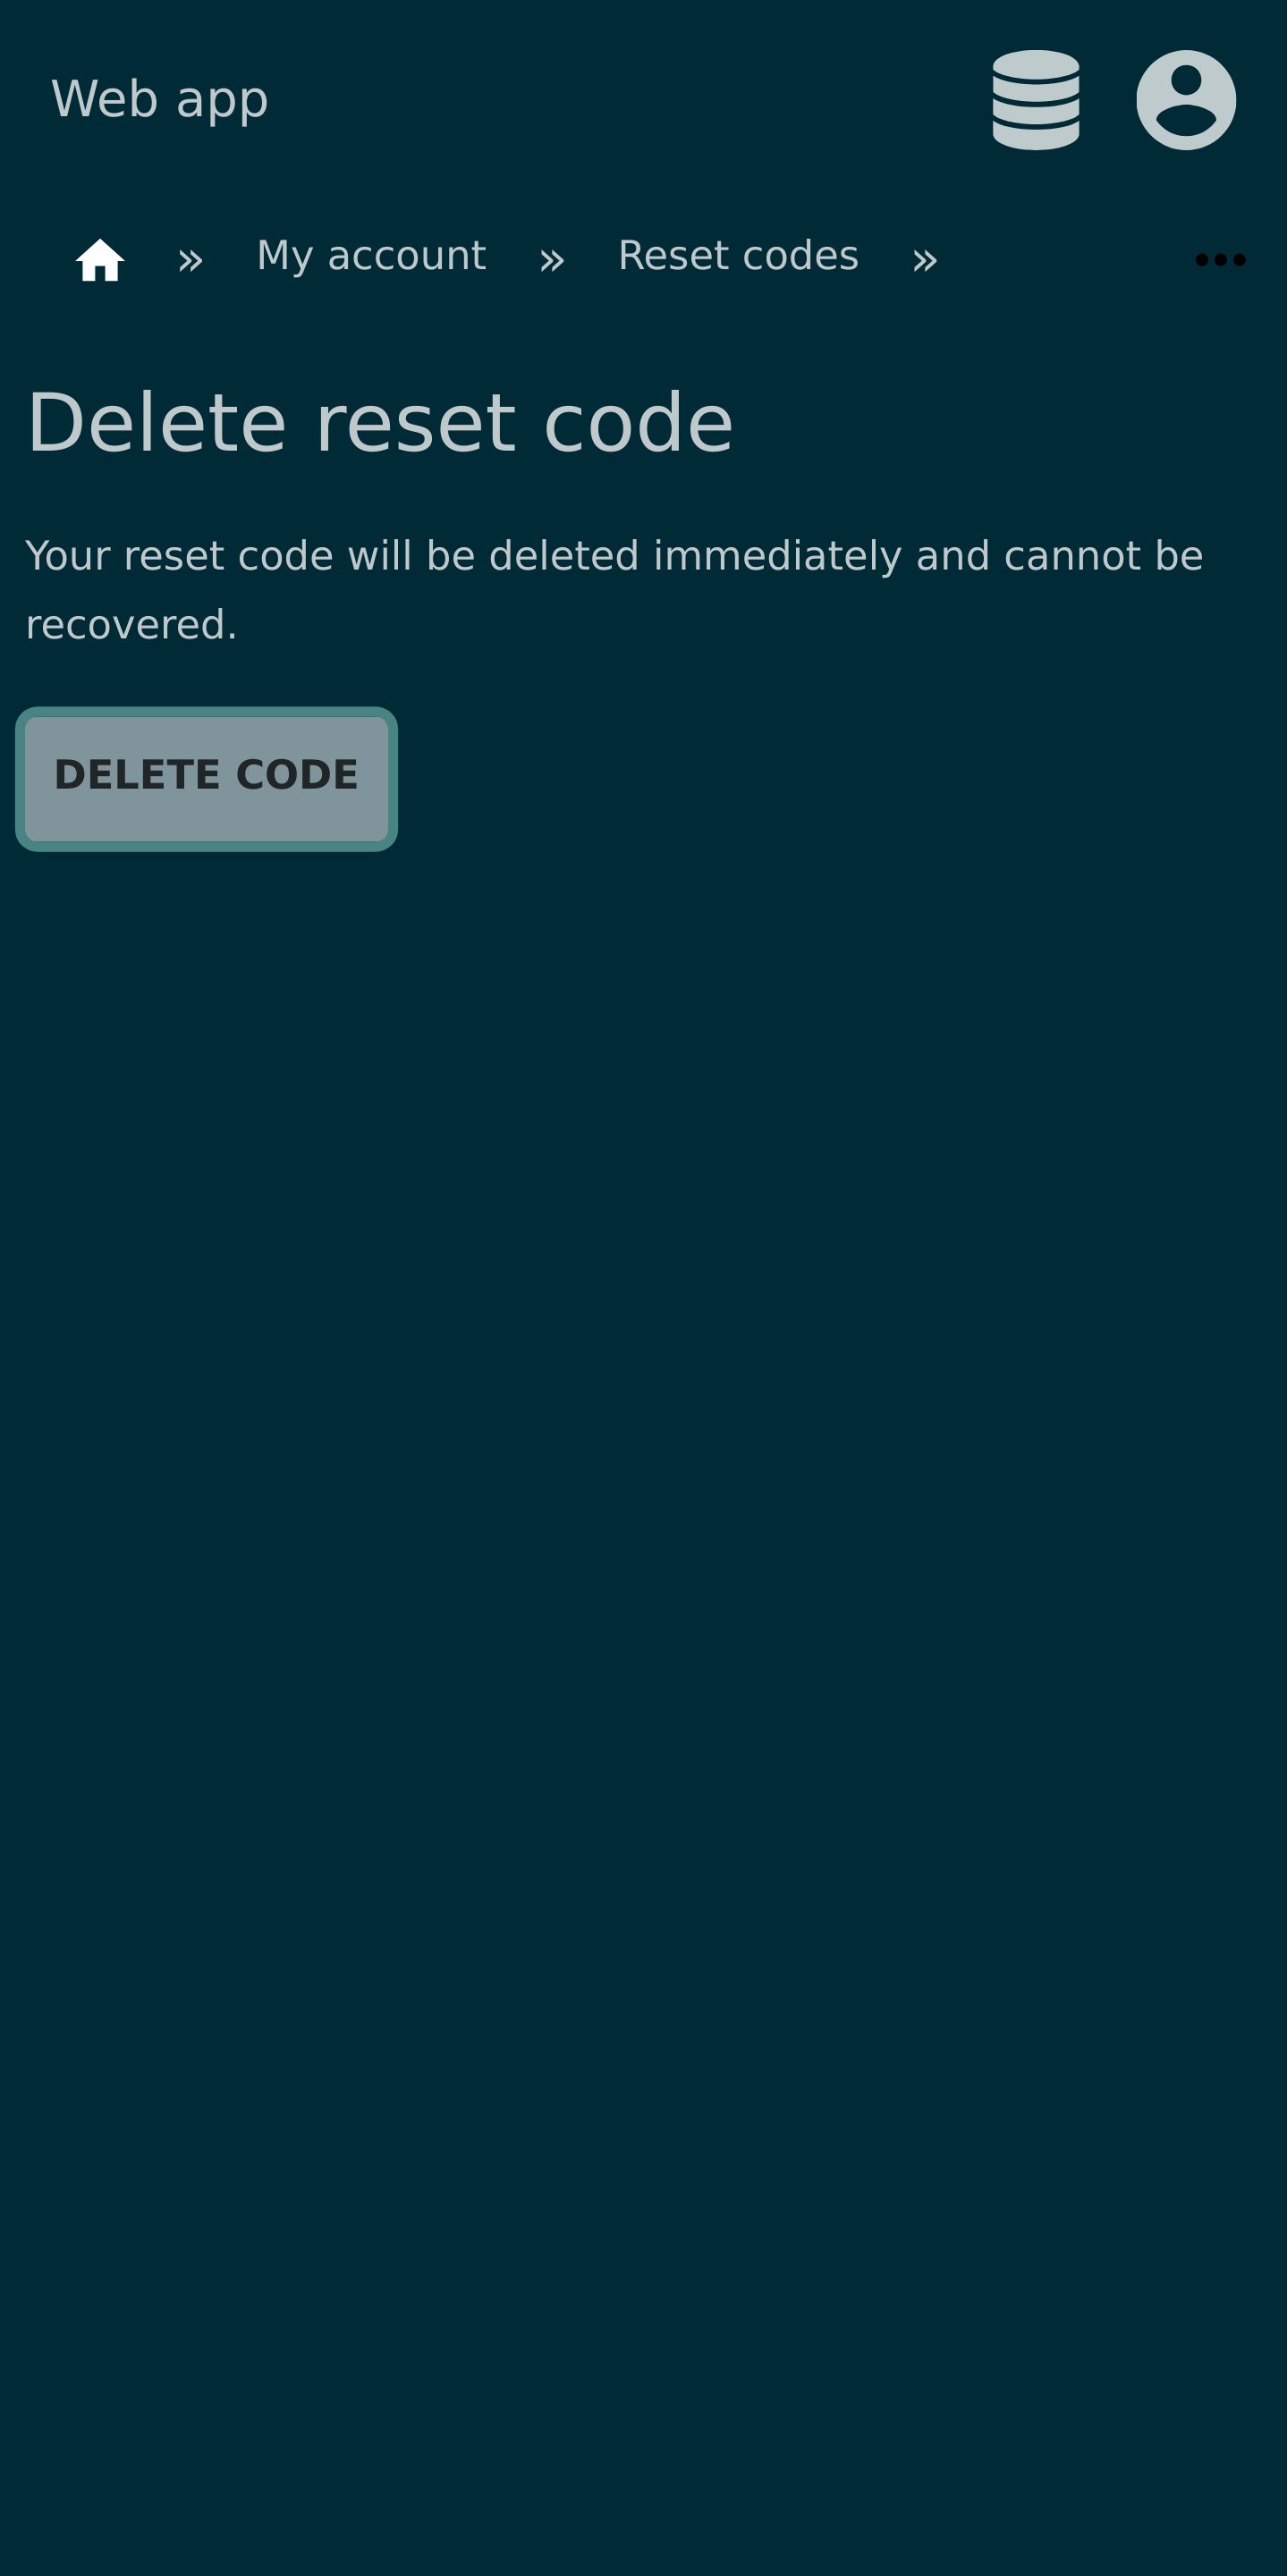 Web app
» My account » Reset codes »
Delete reset code
Your reset code will be deleted immediately and cannot be
recovered.
DELETE CODE